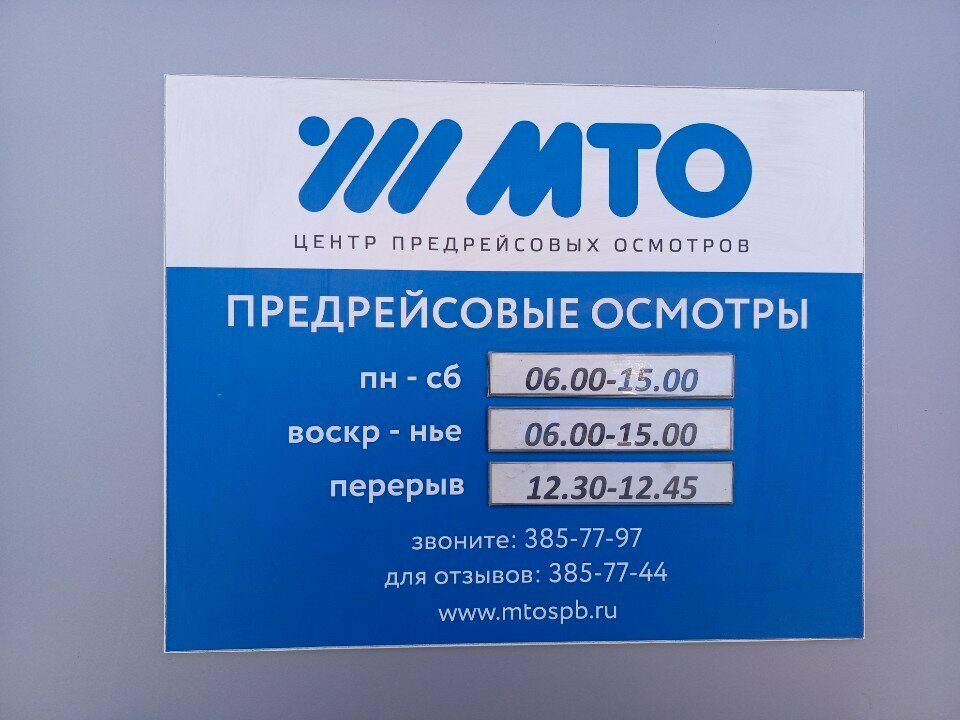 МТО
ЦЕНТР ПРЕДРЕЙСОВЫХ ОСМОТРОВ
ПРЕДРЕЙСОВЫЕ ОСМОТРЫ
пн - сб 06.00-15.00
воскр - нье 06.00-15.00
перерыв 12.30-12.45
звоните: 385-77-97
для отзывов: 385-77-44
www.mtospb.ru